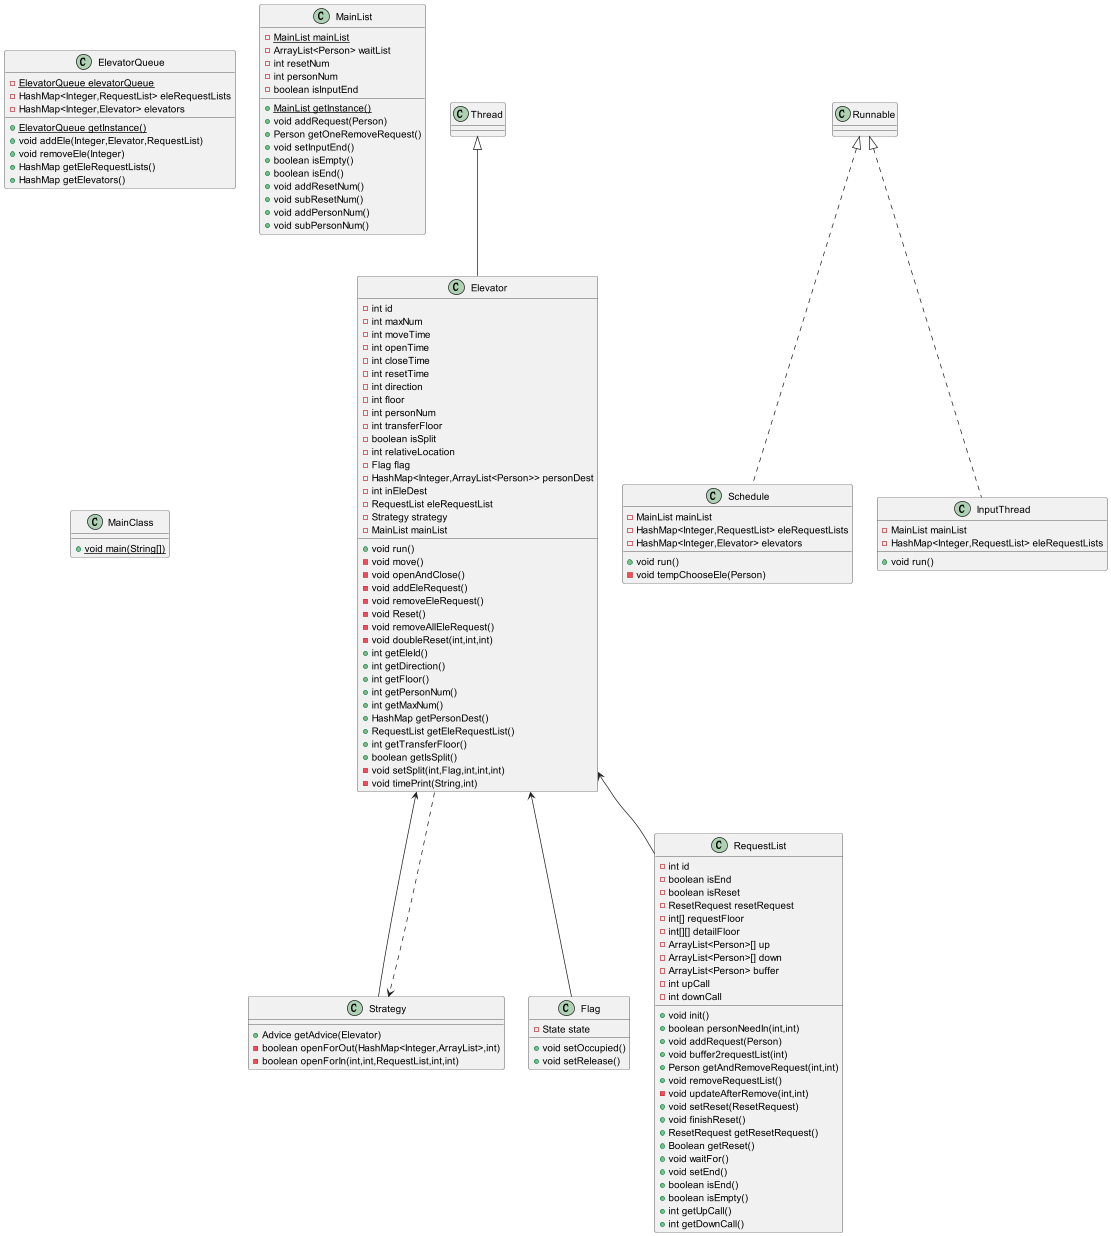 ElevatorQueue
ElevatorQueue elevatorQueue
HashMap<Integer,RequestList> eleRequestLists
HashMap<Integer,Elevator> elevators
ElevatorQueue getInstance()
void addEle(Integer,Elevator,RequestList)
void removeEle(Integer)
HashMap getEleRequestLists()
HashMap getElevators()
MainList
MainList mainList
ArrayList<Person> waitList
int resetNum
int personNum
boolean isInputEnd
MainList getInstance()
void addRequest(Person)
Person getOneRemoveRequest()
void setInputEnd()
boolean isEmpty()
boolean isEnd()
void addResetNum()
void subResetNum()
void addPersonNum()
void subPersonNum()
Thread
Runnable
Elevator
int id
int maxNum
int moveTime
int openTime
int closeTime
int resetTime
int direction
int floor
int personNum
int transferFloor
boolean isSplit
int relativeLocation
Flag flag
HashMap<Integer,ArrayList<Person>> personDest
int inEleDest
RequestList eleRequestList
Strategy strategy
MainList mainList
void run()
void move()
void openAndClose()
void addEleRequest()
void removeEleRequest()
void Reset()
void removeAllEleRequest()
void doubleReset(int,int,int)
int getEleId()
int getDirection()
int getFloor()
int getPersonNum()
int getMaxNum()
HashMap getPersonDest()
RequestList getEleRequestList()
int getTransferFloor()
boolean getIsSplit()
void setSplit(int,Flag,int,int,int)
void timePrint(String,int)
MainClass
void main(String[])
Schedule
MainList mainList
HashMap<Integer,RequestList> eleRequestLists
HashMap<Integer,Elevator> elevators
void run()
void tempChooseEle(Person)
InputThread
MainList mainList
HashMap<Integer,RequestList> eleRequestLists
void run()
Strategy
Advice getAdvice(Elevator)
boolean openForOut(HashMap<Integer,ArrayList>,int)
boolean openForIn(int,int,RequestList,int,int)
Flag
State state
void setOccupied()
void setRelease()
RequestList
int id
boolean isEnd
boolean isReset
ResetRequest resetRequest
int[] requestFloor
int[][] detailFloor
ArrayList<Person>[] up
ArrayList<Person>[] down
ArrayList<Person> buffer
int upCall
int downCall
void init()
boolean personNeedIn(int,int)
void addRequest(Person)
void buffer2requestList(int)
Person getAndRemoveRequest(int,int)
void removeRequestList()
void updateAfterRemove(int,int)
void setReset(ResetRequest)
void finishReset()
ResetRequest getResetRequest()
Boolean getReset()
void waitFor()
void setEnd()
boolean isEnd()
boolean isEmpty()
int getUpCall()
int getDownCall()